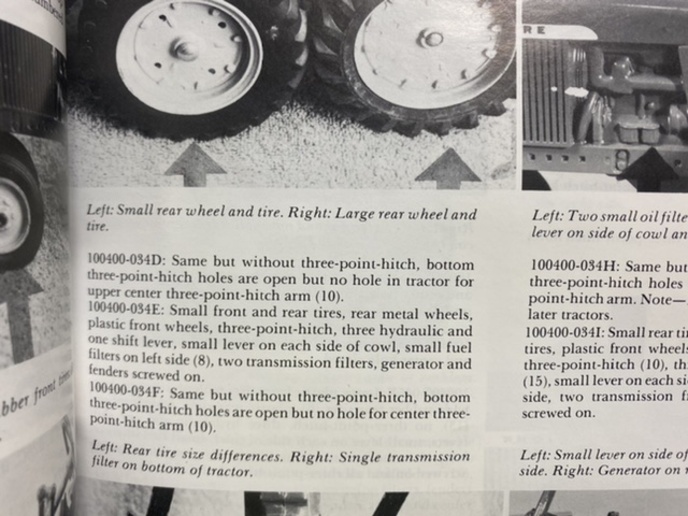 RE
Left: Small rear wheel and tire. Right: Large rear wheel and
tire.
100400-034D: Same but without three-point-hitch, bottom
three-point-hitch holes are open but no hole in tractor for
upper center three-point-hitch arm (10).
100400-034E: Small front and rear tires, rear metal wheels,
plastic front wheels, three-point-hitch, three hydraulic and
one shift lever, small lever on each side of cowl, small fuel
filters on left side (8), two transmission filters, generator and
fenders screwed on.
100400-034F: Same but without three-point-hitch, bottom
three-point-hitch holes are open but no hole for center three-
point-hitch arm (10).
Left: Rear tire size differences. Right: Single transmission
filter on bottom of tractor.
Left: Two small oil filte
lever on side of cowl an
100400-034H: Same but
three-point-hitch holes
point-hitch arm. Note—
later tractors.
100400-034I: Small rear ti
tires, plastic front wheel
three-point-hitch (10), th
(15), small lever on each si
side, two transmission f
screwed on.
Left: Small lever on side of
side. Right: Generator on
bber front